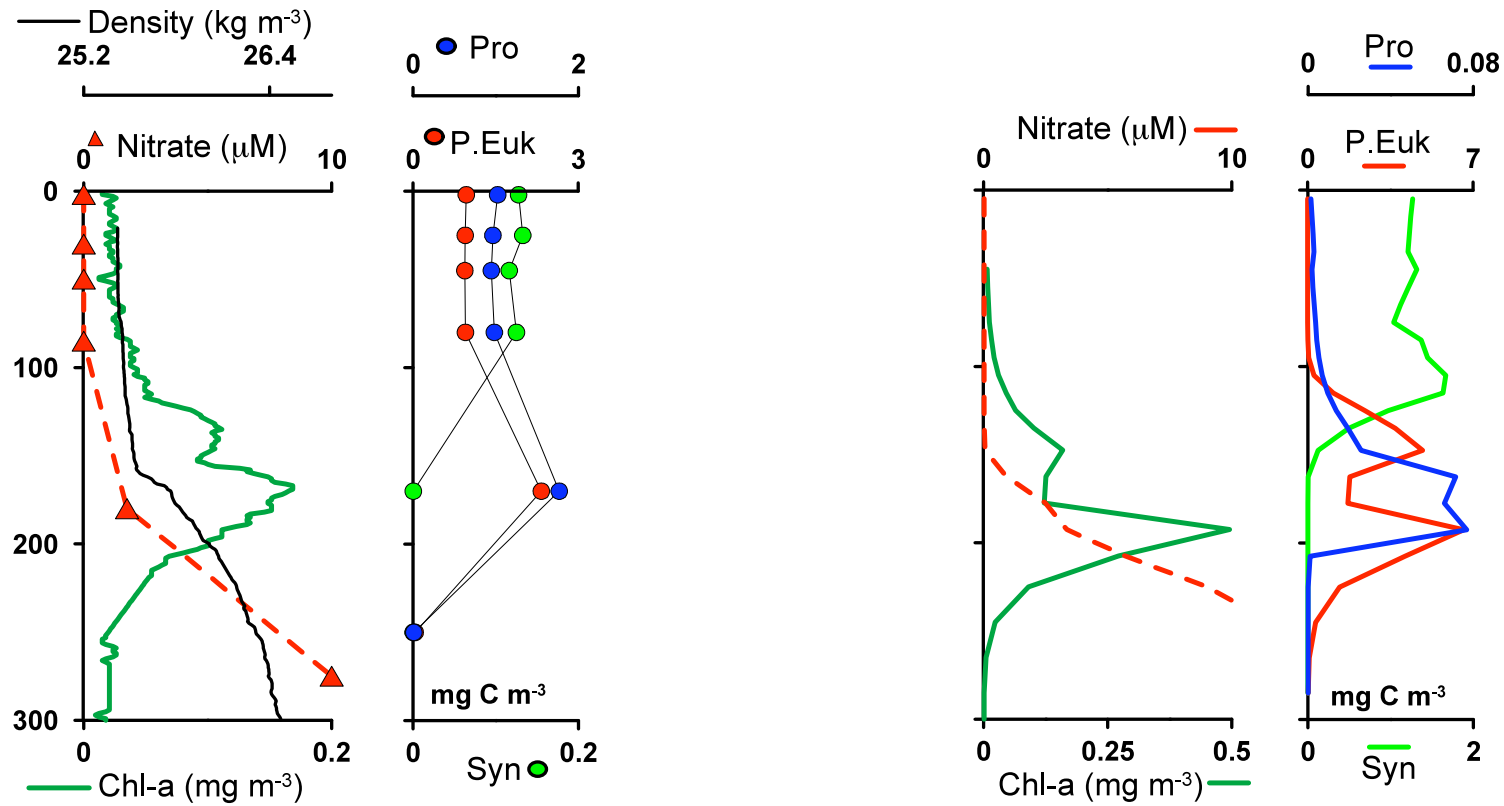 Density (kg m-3)
25.2 26.4
Nitrate (μM)
0 10
0
100
200
300
0 0.2
Chl-a (mg m-3)
Pro
0 2
P.Euk
0 3
mg C m-3
0 0.2
Syn
Nitrate (μM)
0 10
0 0.25 0.5
Chl-a (mg m-3)
Pro
0 0.08
P.Euk
0 7
mg C m-3
0 2
Syn